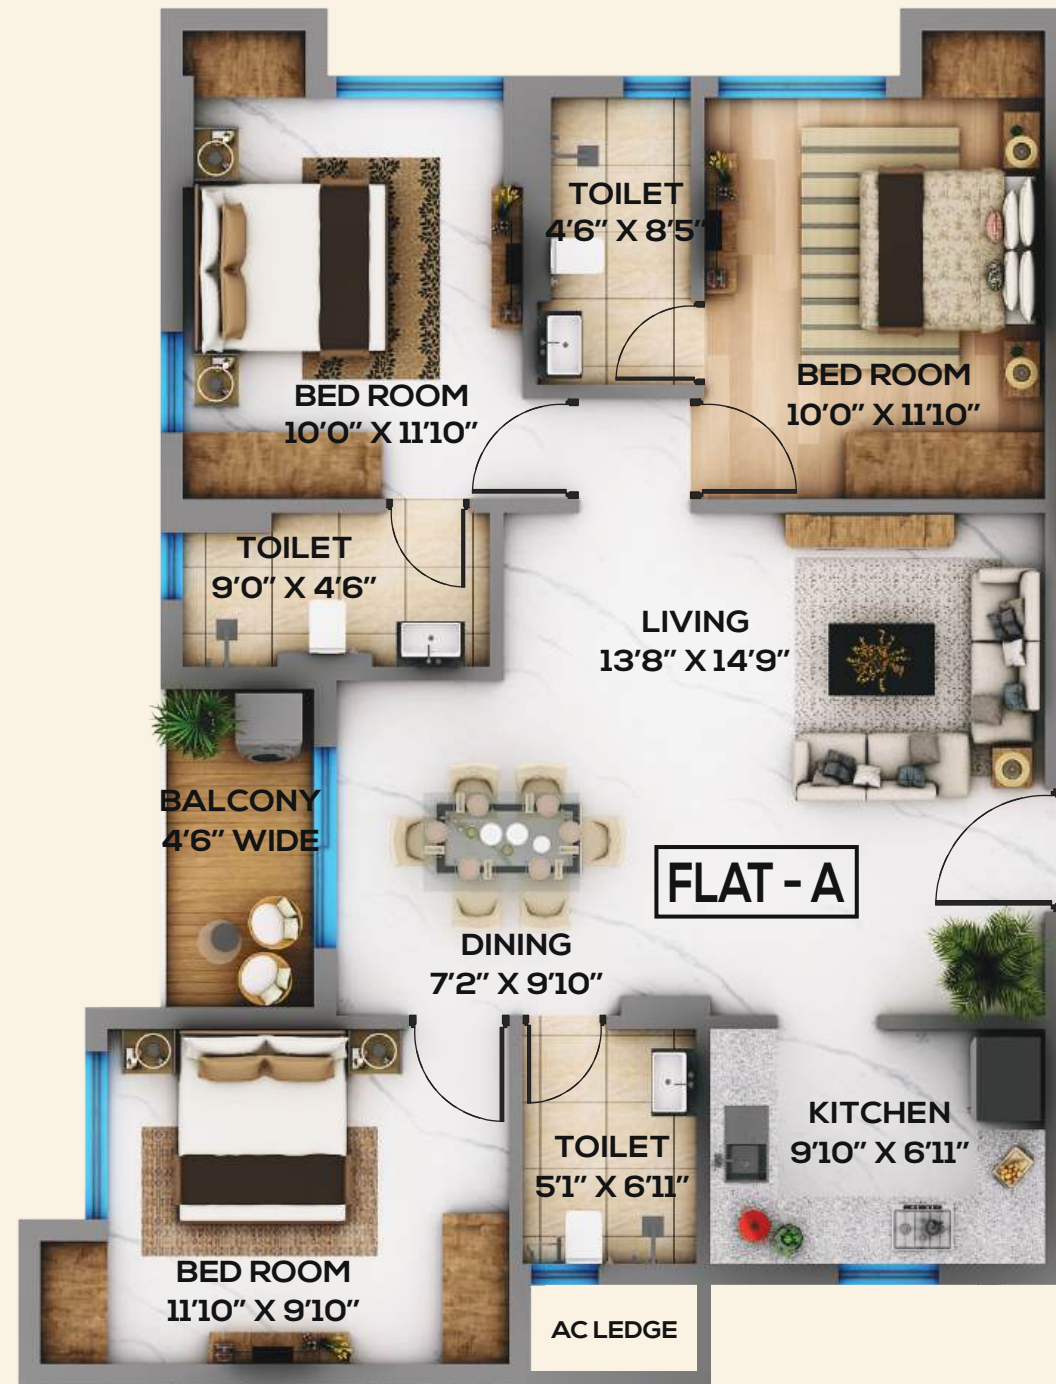 TOILET
4'6" X 8'5"
BED ROOM
10'0" X 11'10"
BED ROOM
10'0" X 11'10"
TOILET
9'0" X 4'6"
LIVING
13'8" X 14'9"
BALCONY
4'6" WIDE
FLAT - A
DINING
7'2" X 9'10"
KITCHEN
9'10" X 6'11"
TOILET
5'1" X 6'11"
BED ROOM
11'10" X 9'10"
AC LEDGE